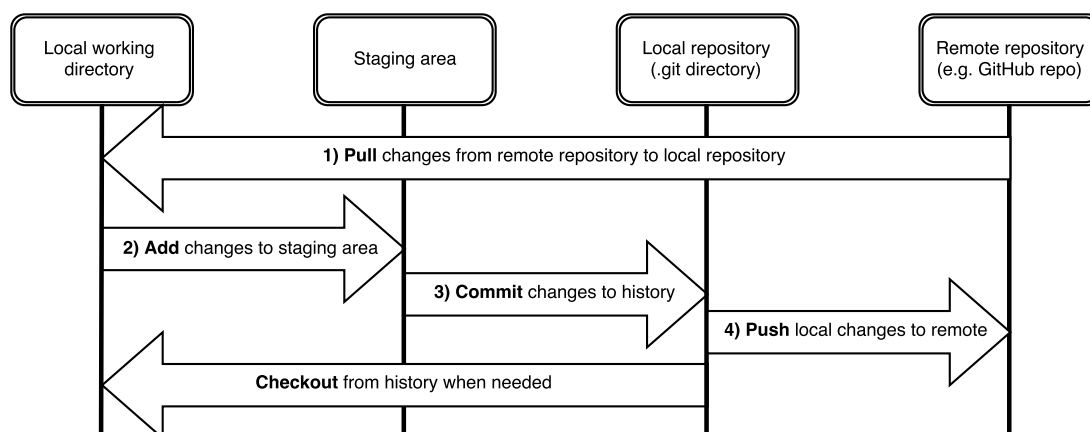 Local working
directory
Staging area
Local repository
(.git directory)
Remote repository
(e.g. GitHub repo)
1) Pull changes from remote repository to local repository
2) Add changes to staging area
3) Commit changes to history
4) Push local changes to remote
Checkout from history when needed